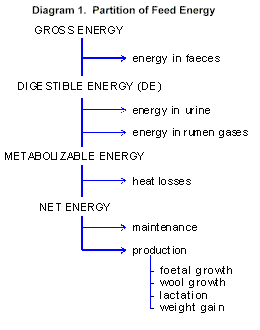 Diagram 1. Partition of Feed Energy
GROSS ENERGY
energy in faeces
DIGESTIBLE ENERGY (DE)
energy in urine
energy in rumen gases
METABOLIZABLE ENERGY
heat losses
NET ENERGY
maintenance
production
foetal growth
wool growth
lactation
weight gain